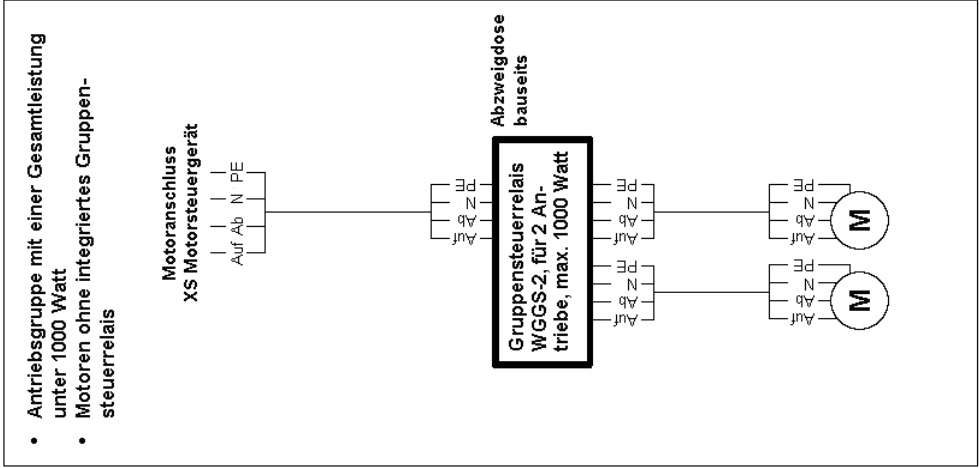 • Antriebsgruppe mit einer Gesamtleistung
unter 1000 Watt
• Motoren ohne integriertes Gruppen-
steuerrelais
Motoranschluss
XS Motorsteuergerät
Auf Ab N PE
Auf Ab N PE
Abzweigdose
bauseits
Gruppensteuerrelais
WGGS-2, für 2 An-
triebe, max. 1000 Watt
Auf Ab N PE
Auf Ab N PE
Auf Ab N PE
Auf Ab N PE
M
M